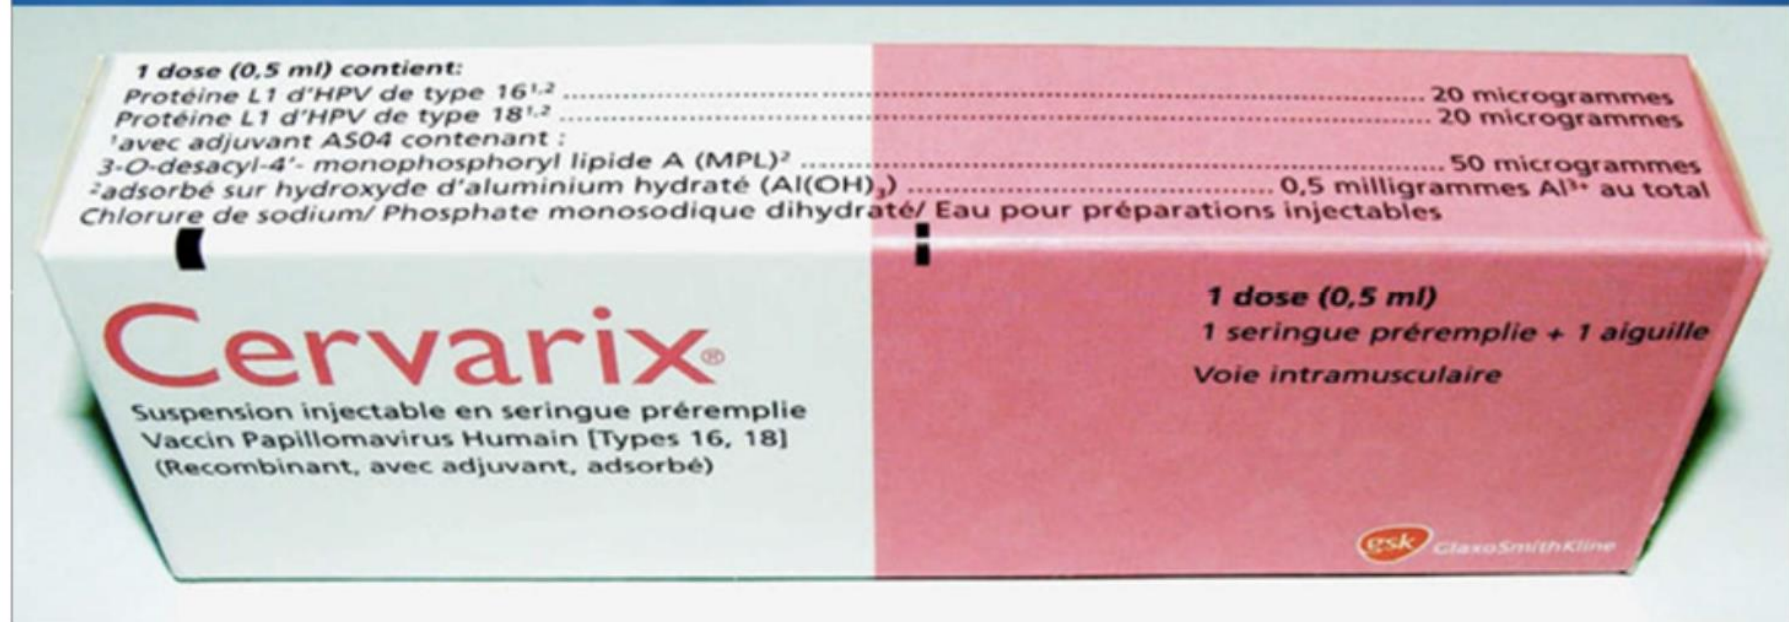 1 dose (0,5 ml) contient:
Protéine L1 d'HPV de type 16¹·² ........................ 20 microgrammes
Protéine L1 d'HPV de type 18¹·² ........................ 20 microgrammes
¹avec adjuvant AS04 contenant :
3-O-desacyl-4'- monophosphoryl lipide A (MPL)² ........................ 50 microgrammes
²adsorbé sur hydroxyde d'aluminium hydraté (Al(OH)₃) ........................ 0,5 milligrammes Al³⁺ au total
Chlorure de sodium/ Phosphate monosodique dihydraté/ Eau pour préparations injectables
Cervarix®
Suspension injectable en seringue préremplie
Vaccin Papillomavirus Humain [Types 16, 18]
(Recombinant, avec adjuvant, adsorbé)
1 dose (0,5 ml)
1 seringue préremplie + 1 aiguille
Voie intramusculaire
gsk GlaxoSmithKline